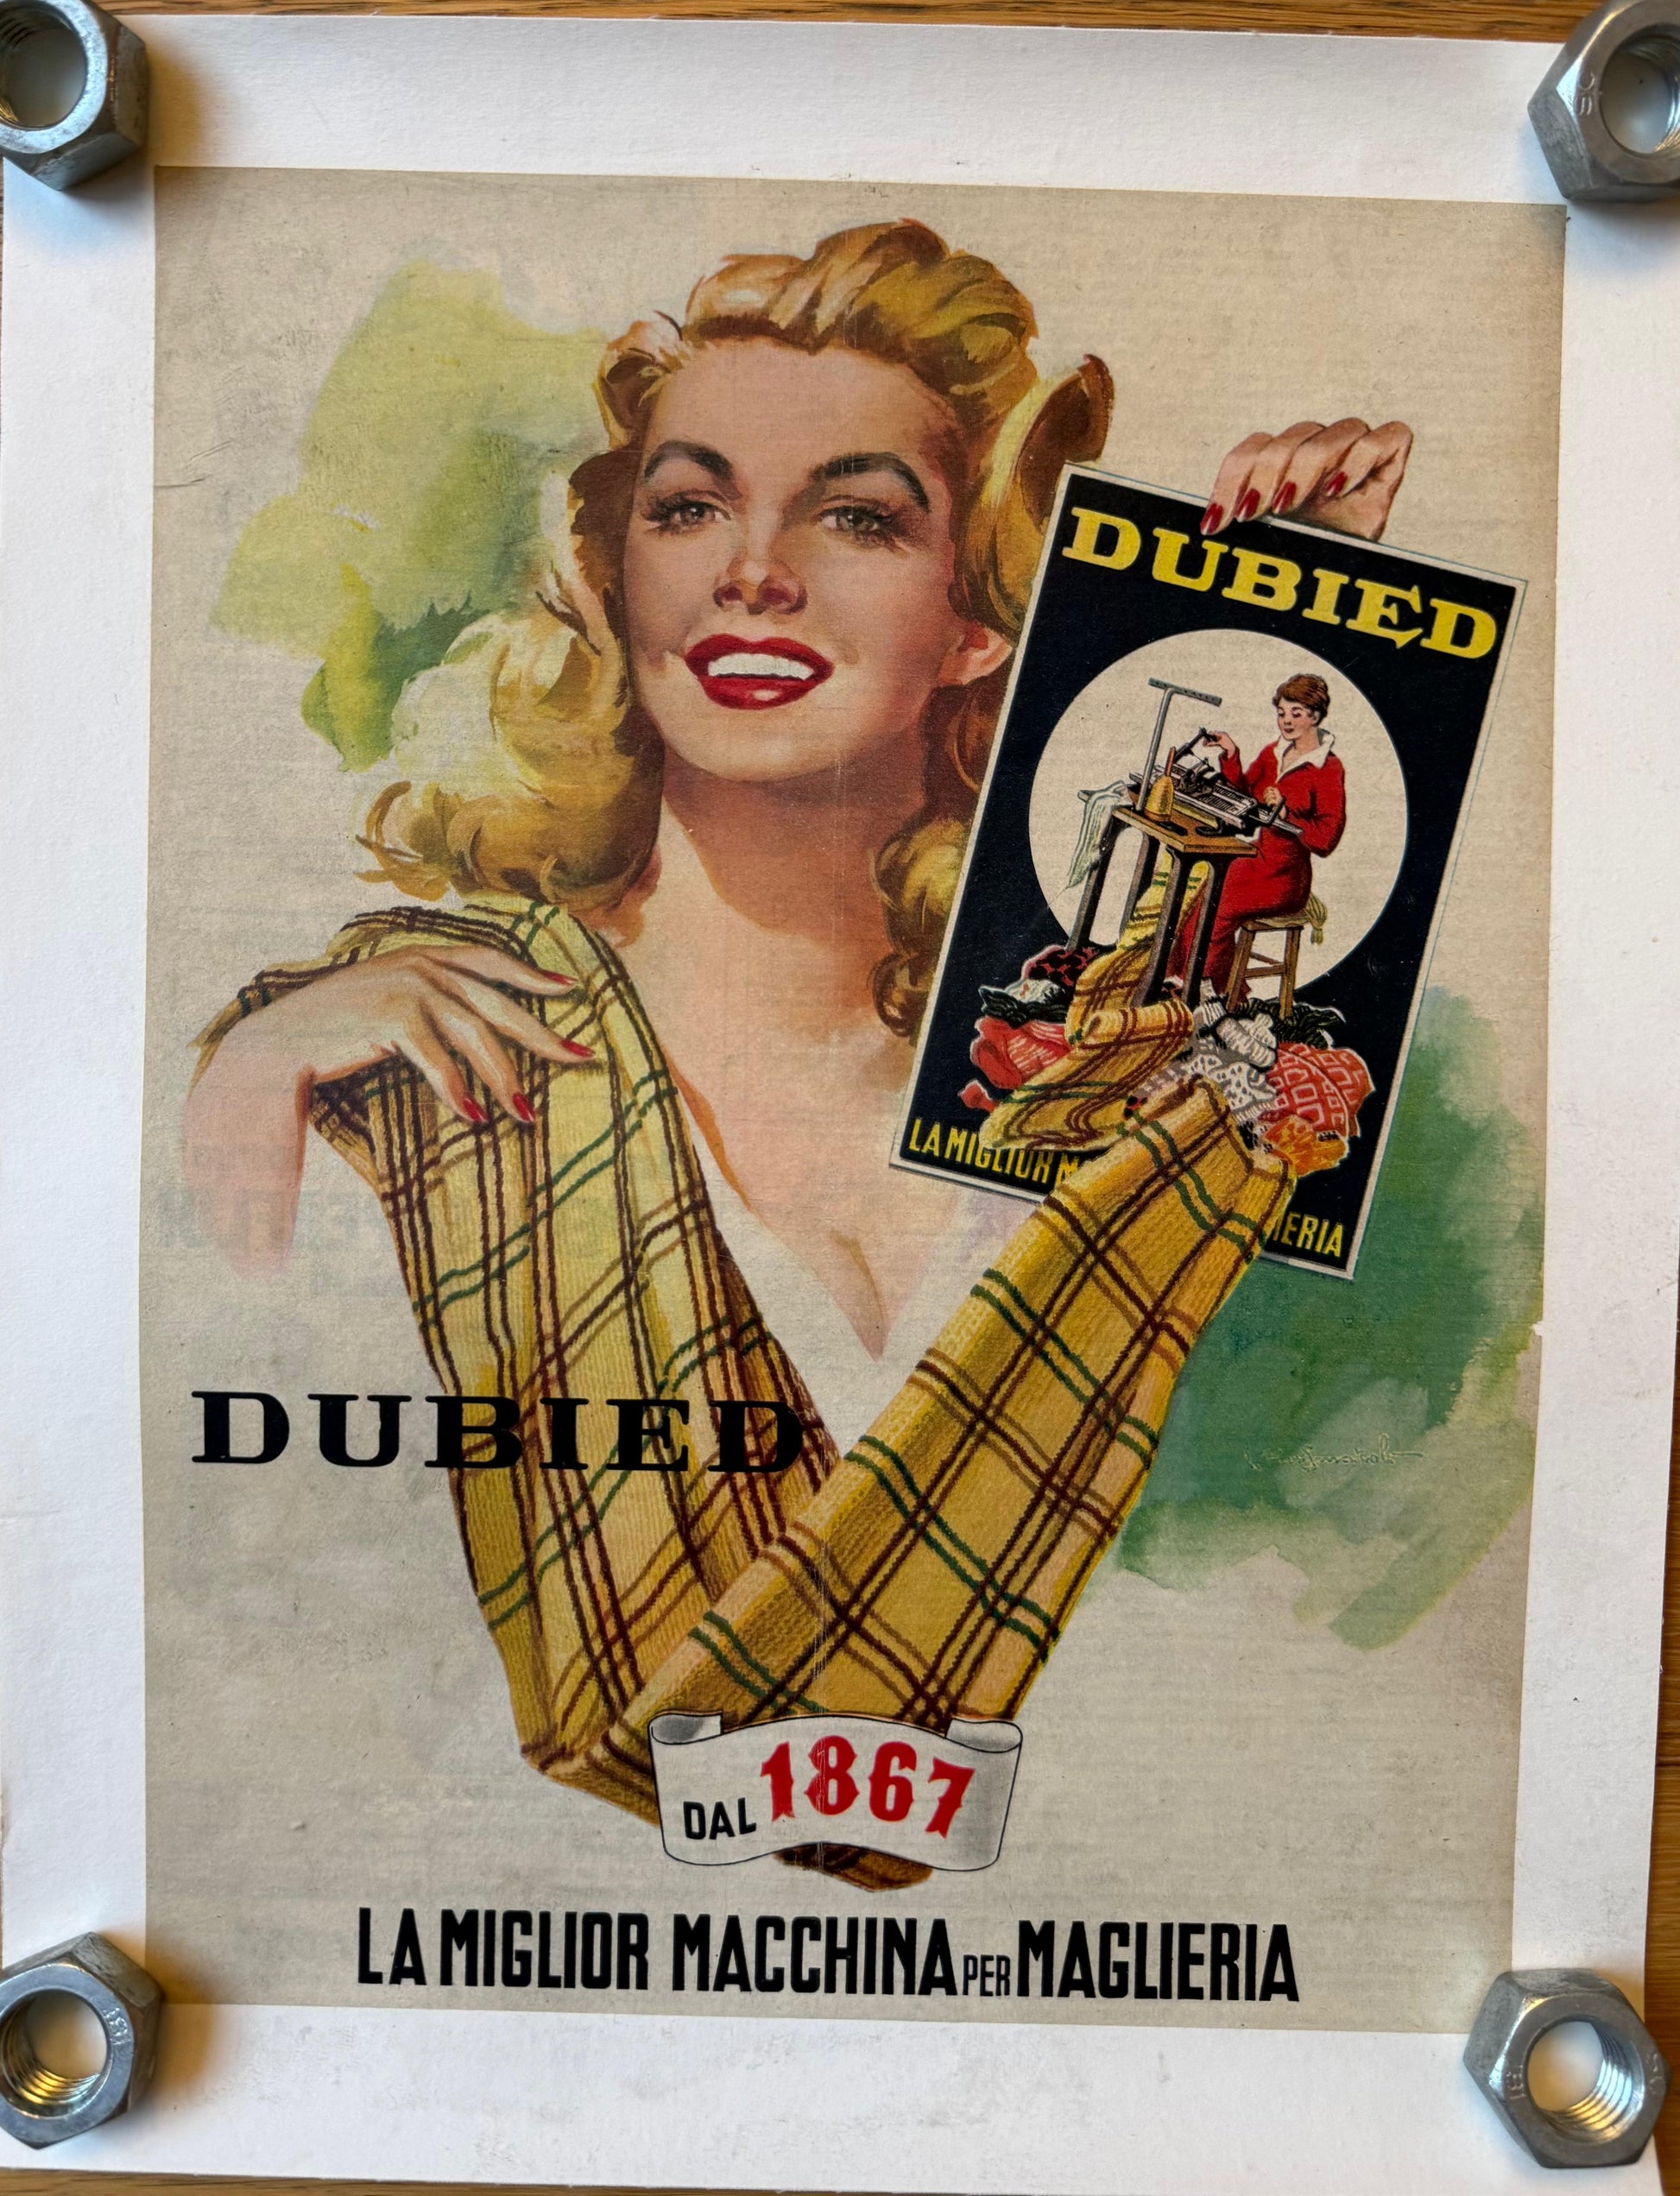 DUBIED
LA MIGLIOR M
IERIA
DUBIED
DAL 1867
LA MIGLIOR MACCHINA PER MAGLIERIA